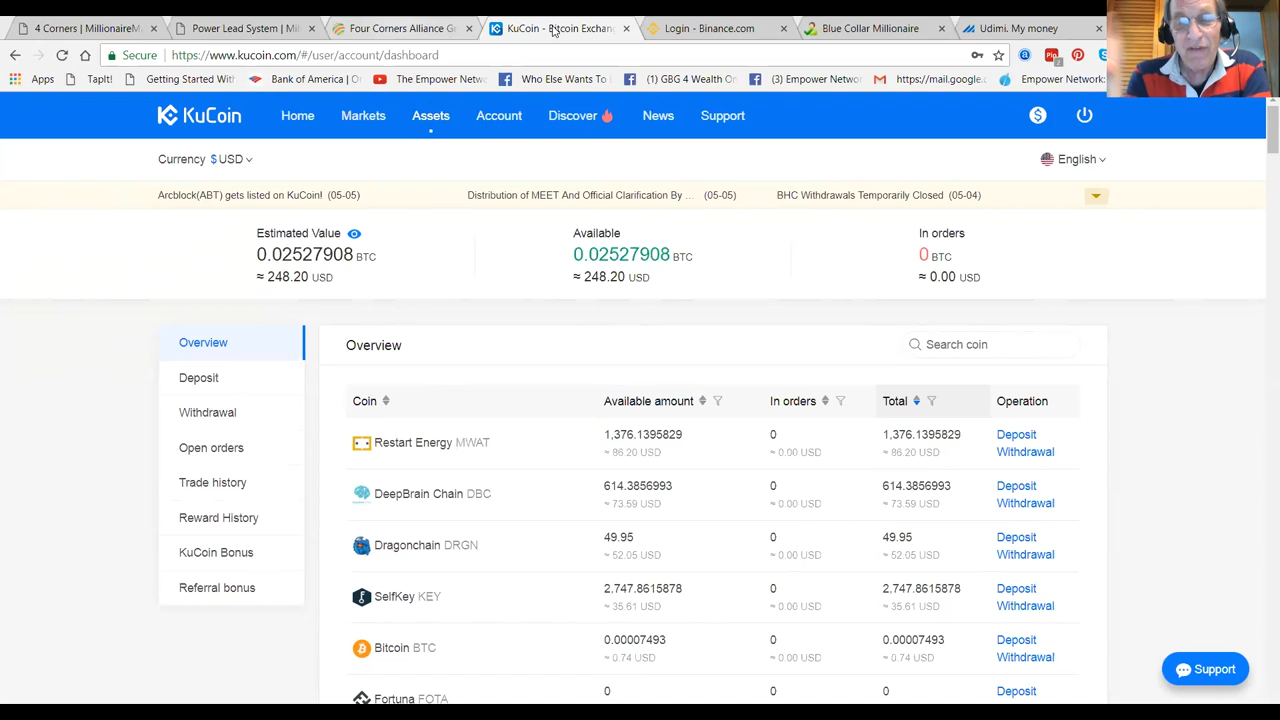 4 Corners | MillionaireM
Power Lead System | M
Four Corners Alliance Gr
KuCoin - Bitcoin Exchan
Login - Binance.com
Blue Collar Millionaire
Udimi. My money
Secure
https://www.kucoin.com/#/user/account/dashboard
Apps
TapIt!
Getting Started With
Bank of America | C
The Empower Netw
Who Else Wants To
(1) GBG 4 Week On
(3) Empower Netwo
https://mail.google.c
Empower Network:
KuCoin
Home
Markets
Assets
Account
Discover
News
Support
Currency $ USD
English
Arcblock(ABT) gets listed on KuCoin! (05-05)
Distribution of MEET And Official Clarification By ... (05-05)
BHC Withdrawals Temporarily Closed (05-04)
Estimated Value
0.02527908 BTC
≈ 248.20 USD
Available
0.02527908 BTC
≈ 248.20 USD
In orders
0 BTC
≈ 0.00 USD
Overview
Deposit
Withdrawal
Open orders
Trade history
Reward History
KuCoin Bonus
Referral bonus
Overview
Search coin
Coin Available amount In orders Total Operation
Restart Energy MWAT 1,376.1395829 0 1,376.1395829 Deposit
≈ 86.20 USD ≈ 0.00 USD ≈ 86.20 USD Withdrawal
DeepBrain Chain DBC 614.3856993 0 614.3856993 Deposit
≈ 73.59 USD ≈ 0.00 USD ≈ 73.59 USD Withdrawal
Dragonchain DRGN 49.95 0 49.95 Deposit
≈ 52.05 USD ≈ 0.00 USD ≈ 52.05 USD Withdrawal
SelfKey KEY 2,747.8615878 0 2,747.8615878 Deposit
≈ 35.61 USD ≈ 0.00 USD ≈ 35.61 USD Withdrawal
Bitcoin BTC 0.00007493 0 0.00007493 Deposit
≈ 0.74 USD ≈ 0.00 USD ≈ 0.74 USD Withdrawal
Fortuna FOTA 0 0 0 Deposit
Support